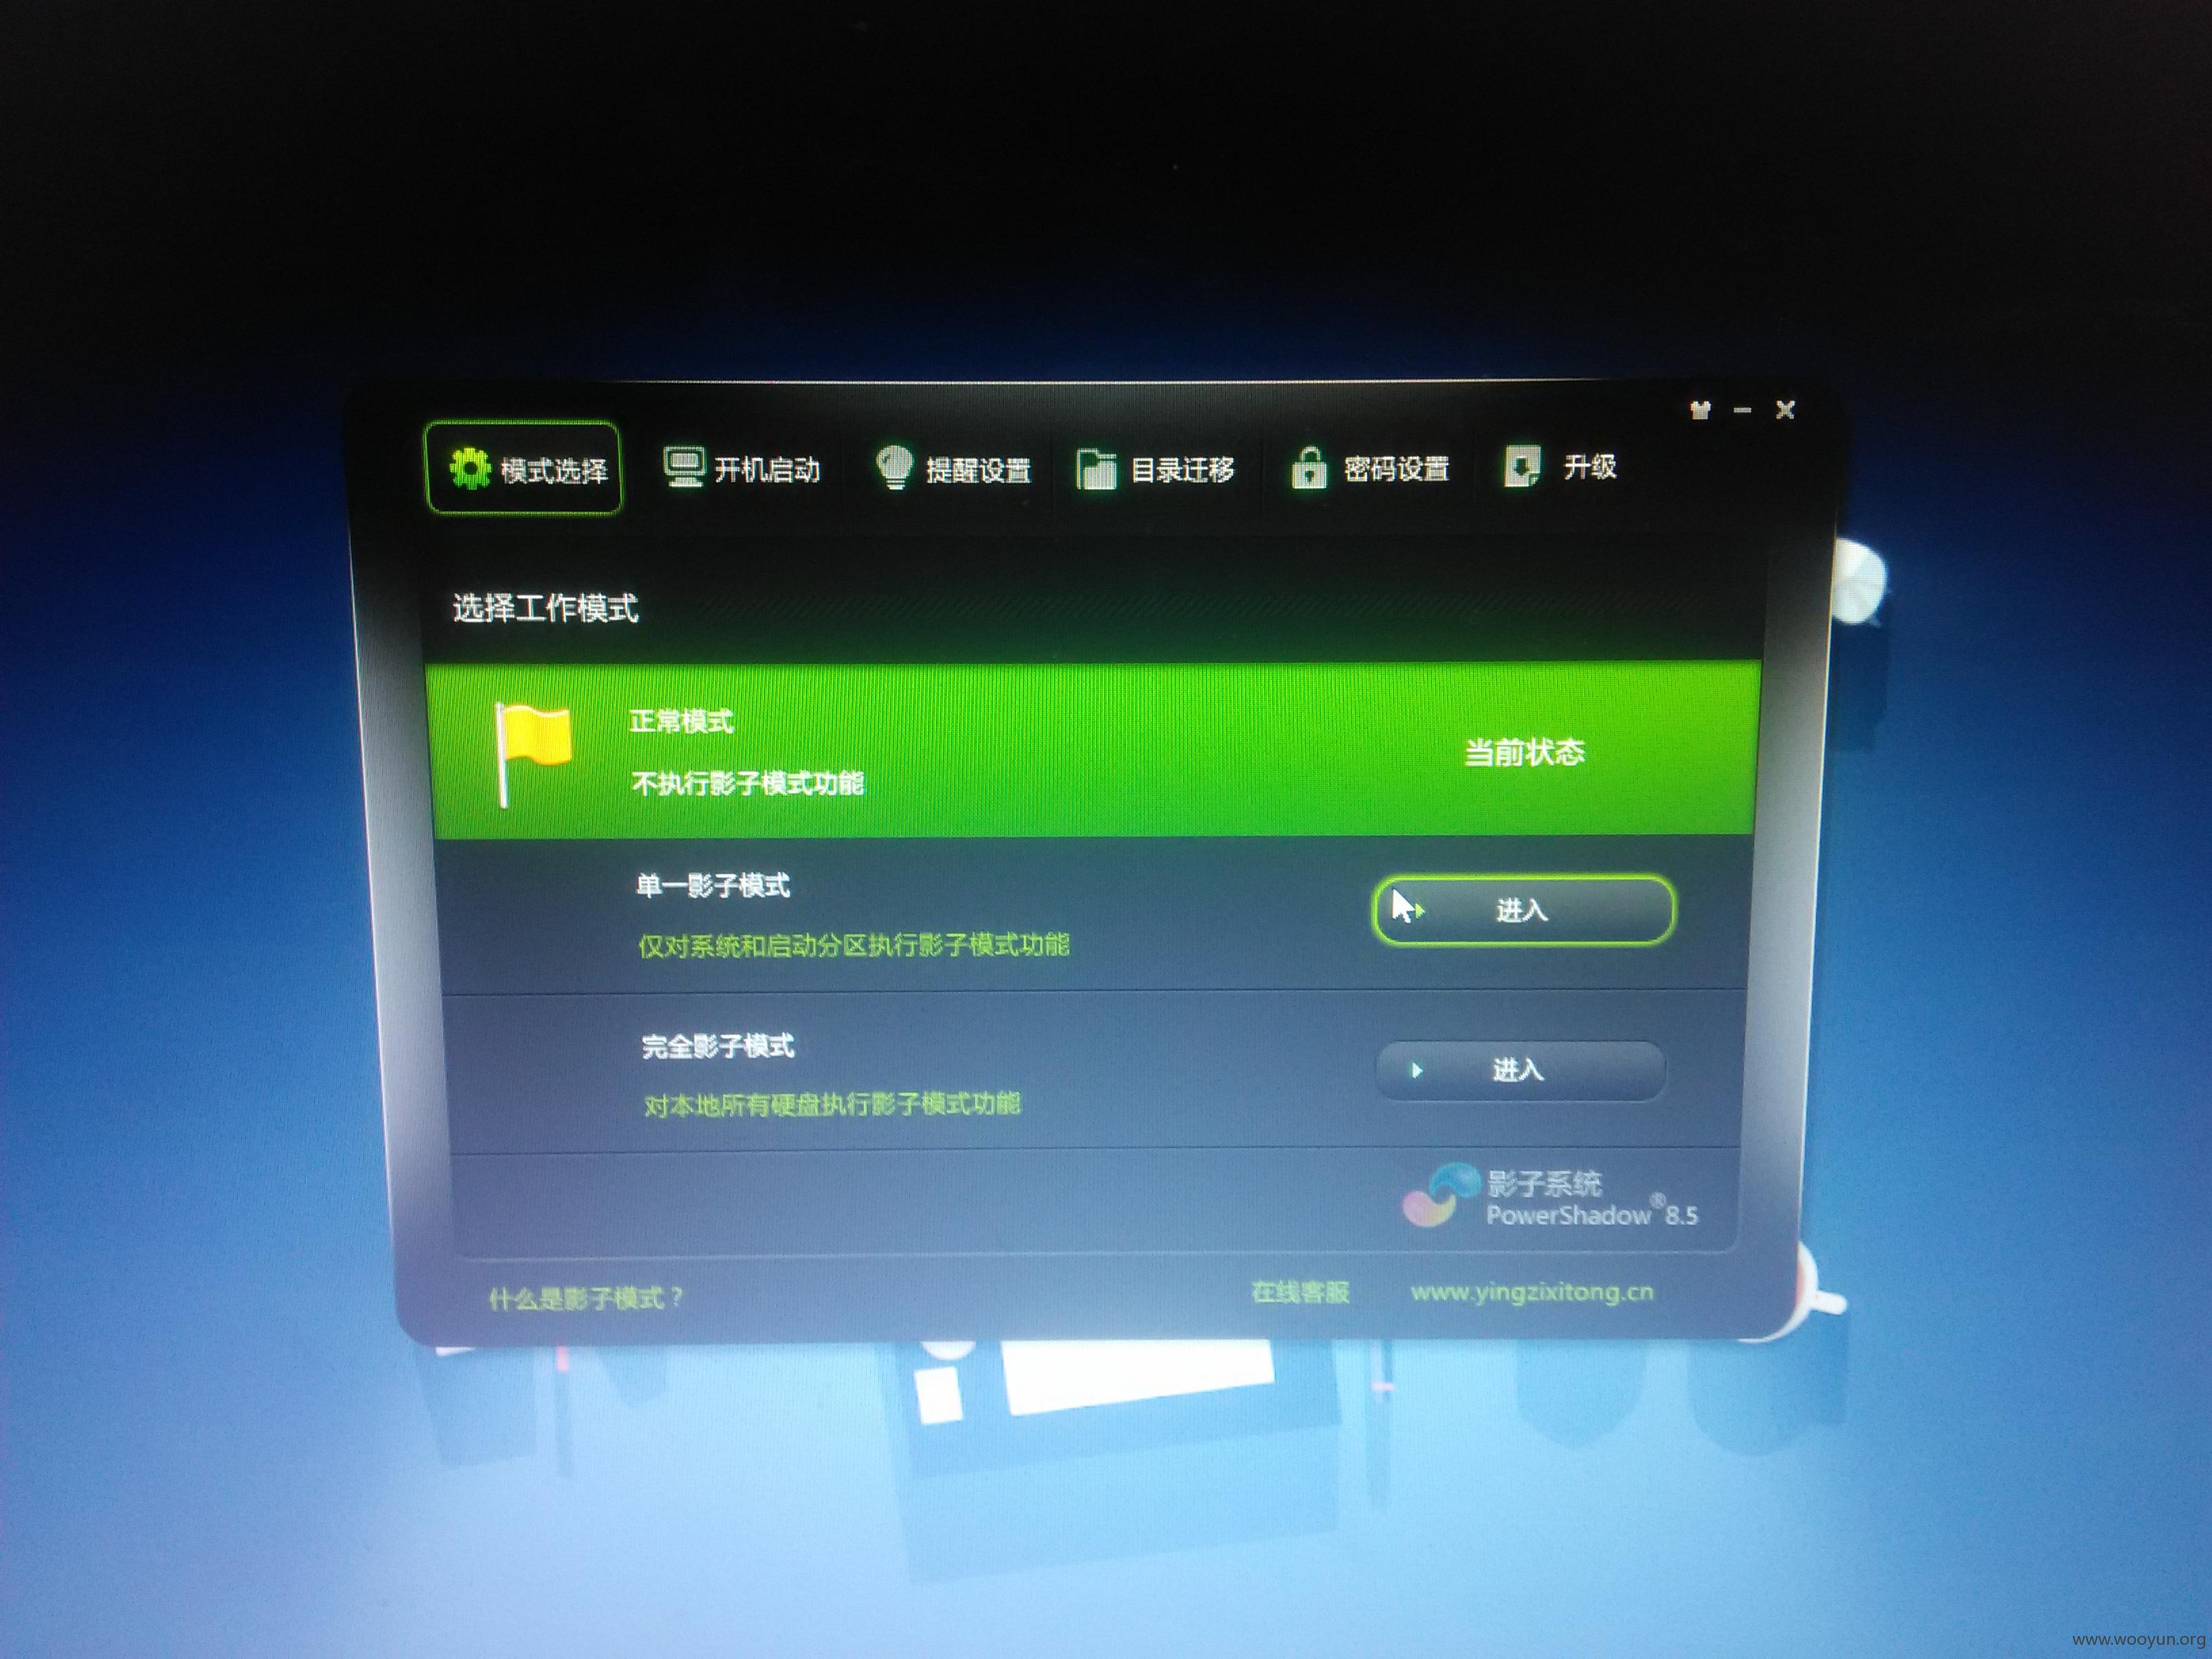 模式选择
开机启动
提醒设置
目录迁移
密码设置
升级
选择工作模式
正常模式
不执行影子模式功能
当前状态
单一影子模式
仅对系统和启动分区执行影子模式功能
进入
完全影子模式
对本地所有硬盘执行影子模式功能
进入
影子系统
PowerShadow® 8.5
什么是影子模式？
在线客服
www.yingzixitong.cn
www.wooyun.org